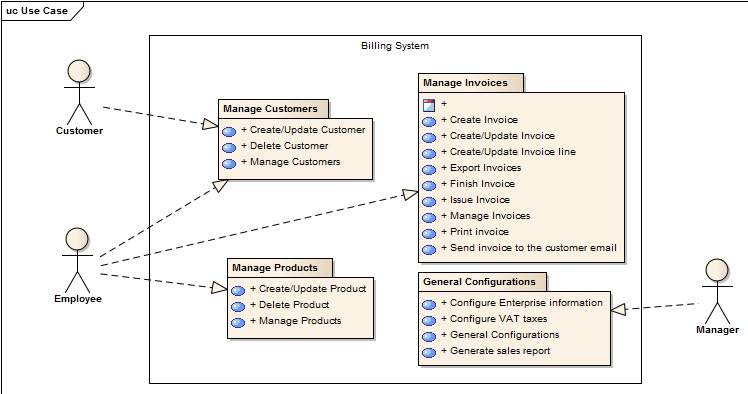 uc Use Case
Billing System
Customer
Manage Customers
+ Create/Update Customer
+ Delete Customer
+ Manage Customers
Manage Invoices
+
+ Create Invoice
+ Create/Update Invoice
+ Create/Update Invoice line
+ Export Invoices
+ Finish Invoice
+ Issue Invoice
+ Manage Invoices
+ Print invoice
+ Send invoice to the customer email
Employee
Manage Products
+ Create/Update Product
+ Delete Product
+ Manage Products
General Configurations
+ Configure Enterprise information
+ Configure VAT taxes
+ General Configurations
+ Generate sales report
Manager